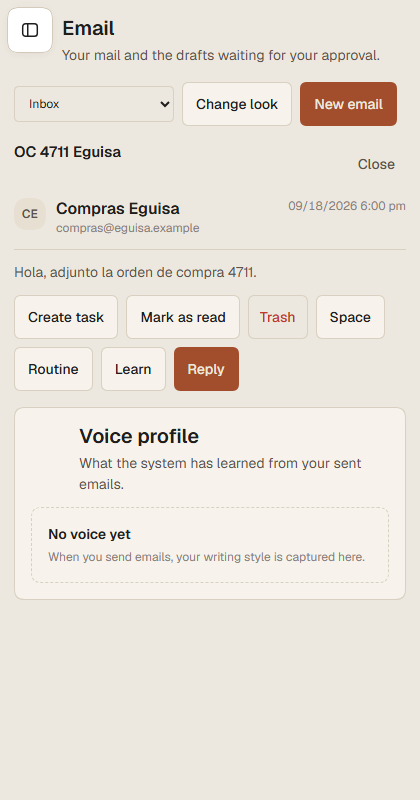 Email
Your mail and the drafts waiting for your approval.
Inbox
Change look
New email
OC 4711 Eguisa
Close
CE
Compras Eguisa
09/18/2026 6:00 pm
compras@eguisa.example
Hola, adjunto la orden de compra 4711.
Create task
Mark as read
Trash
Space
Routine
Learn
Reply
Voice profile
What the system has learned from your sent
emails.
No voice yet
When you send emails, your writing style is captured here.